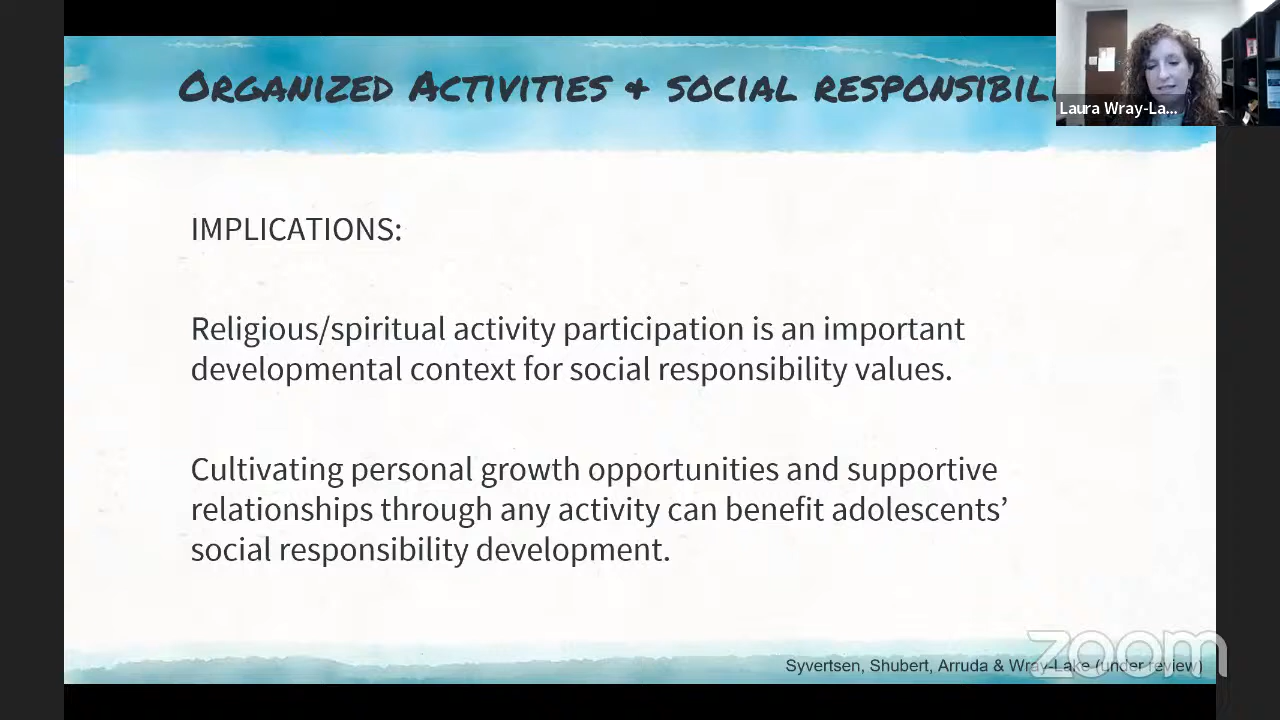 ORGANIZED ACTIVITIES & SOCIAL RESPONSIBIL
Laura Wray-La...
IMPLICATIONS:
Religious/spiritual activity participation is an important
developmental context for social responsibility values.
Cultivating personal growth opportunities and supportive
relationships through any activity can benefit adolescents’
social responsibility development.
zoom
Syvertsen, Shubert, Arruda & Wray-Lake (under review)